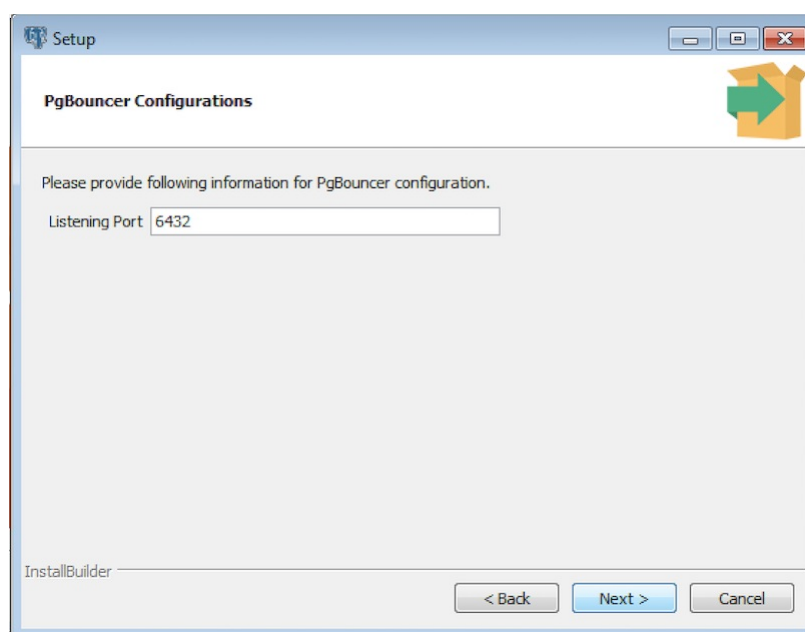 Setup
PgBouncer Configurations
Please provide following information for PgBouncer configuration.
Listening Port 6432
InstallBuilder
< Back Next > Cancel